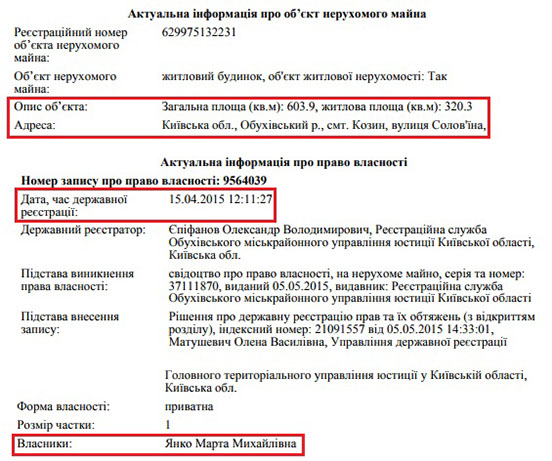 Актуальна інформація про об’єкт нерухомого майна
Реєстраційний номер 629975132231
об’єкта нерухомого
майна:
Об’єкт нерухомого житловий будинок, об'єкт житлової нерухомості: Так
майна:
Опис об’єкта: Загальна площа (кв.м): 603.9, житлова площа (кв.м): 320.3
Адреса: Київська обл., Обухівський р., смт. Козин, вулиця Солов'їна,
Актуальна інформація про право власності
Номер запису про право власності: 9564039
Дата, час державної 15.04.2015 12:11:27
реєстрації:
Державний реєстратор: Єпіфанов Олександр Володимирович, Реєстраційна служба
Обухівського міськрайонного управління юстиції Київської області,
Київська обл.
Підстава виникнення свідоцтво про право власності, на нерухоме майно, серія та номер:
права власності: 37111870, виданий 05.05.2015, видавник: Реєстраційна служба
Обухівського міськрайонного управління юстиції Київської області
Підстава внесення Рішення про державну реєстрацію прав та їх обтяжень (з відкриттям
запису: розділу), індексний номер: 21091557 від 05.05.2015 14:33:01,
Матушевич Олена Василівна, Управління державної реєстрації
Головного територіального управління юстиції у Київській області,
Київська обл.
Форма власності: приватна
Розмір частки: 1
Власники: Янко Марта Михайлівна